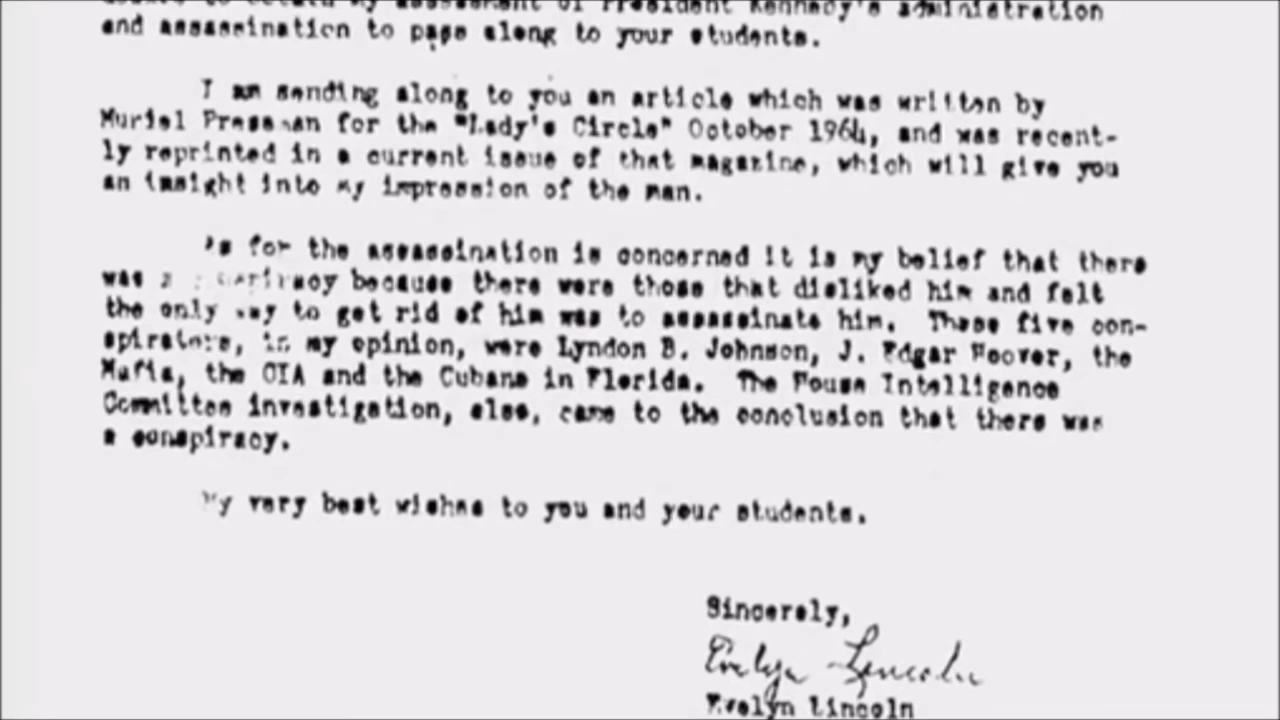 to obtain my assessment of President Kennedy's administration
and assassination to pass along to your students.
I am sending along to you an article which was written by
Muriel Pressman for the "Lady's Circle" October 1964, and was recent-
ly reprinted in a current issue of that magazine, which will give you
an insight into my impression of the man.
As for the assassination is concerned it is my belief that there
was a conspiracy because there were those that disliked him and felt
the only way to get rid of him was to assassinate him. These five con-
spirators, in my opinion, were Lyndon B. Johnson, J. Edgar Hoover, the
Mafia, the CIA and the Cubans in Florida. The House Intelligence
Committee investigation, also, came to the conclusion that there was
a conspiracy.
My very best wishes to you and your students.
Sincerely,
Evelyn Lincoln
Evelyn Lincoln